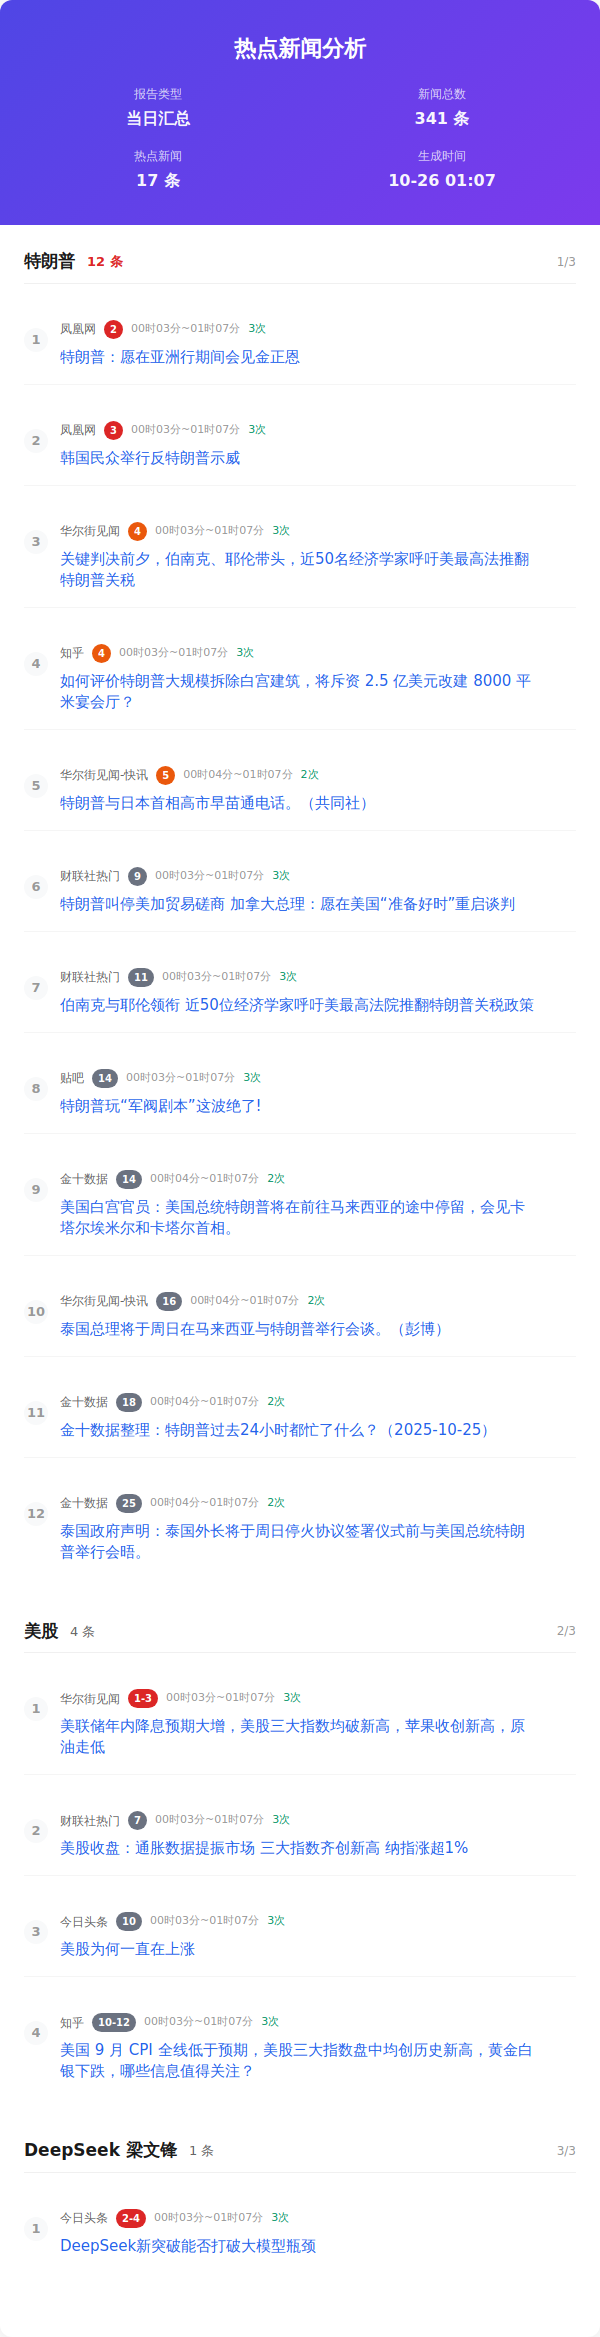 热点新闻分析
报告类型
新闻总数
当日汇总
341 条
热点新闻
生成时间
17 条
10-26 01:07
特朗普 12 条 1/3
1 凤凰网 2 00时03分~01时07分 3次
特朗普：愿在亚洲行期间会见金正恩
2 凤凰网 3 00时03分~01时07分 3次
韩国民众举行反特朗普示威
3 华尔街见闻 4 00时03分~01时07分 3次
关键判决前夕，伯南克、耶伦带头，近50名经济学家呼吁美最高法推翻
特朗普关税
4 知乎 4 00时03分~01时07分 3次
如何评价特朗普大规模拆除白宫建筑，将斥资 2.5 亿美元改建 8000 平
米宴会厅？
5 华尔街见闻-快讯 5 00时04分~01时07分 2次
特朗普与日本首相高市早苗通电话。（共同社）
6 财联社热门 9 00时03分~01时07分 3次
特朗普叫停美加贸易磋商 加拿大总理：愿在美国“准备好时”重启谈判
7 财联社热门 11 00时03分~01时07分 3次
伯南克与耶伦领衔 近50位经济学家呼吁美最高法院推翻特朗普关税政策
8 贴吧 14 00时03分~01时07分 3次
特朗普玩“军阀剧本”这波绝了!
9 金十数据 14 00时04分~01时07分 2次
美国白宫官员：美国总统特朗普将在前往马来西亚的途中停留，会见卡
塔尔埃米尔和卡塔尔首相。
10 华尔街见闻-快讯 16 00时04分~01时07分 2次
泰国总理将于周日在马来西亚与特朗普举行会谈。（彭博）
11 金十数据 18 00时04分~01时07分 2次
金十数据整理：特朗普过去24小时都忙了什么？（2025-10-25）
12 金十数据 25 00时04分~01时07分 2次
泰国政府声明：泰国外长将于周日停火协议签署仪式前与美国总统特朗
普举行会晤。
美股 4 条 2/3
1 华尔街见闻 1-3 00时03分~01时07分 3次
美联储年内降息预期大增，美股三大指数均破新高，苹果收创新高，原
油走低
2 财联社热门 7 00时03分~01时07分 3次
美股收盘：通胀数据提振市场 三大指数齐创新高 纳指涨超1%
3 今日头条 10 00时03分~01时07分 3次
美股为何一直在上涨
4 知乎 10-12 00时03分~01时07分 3次
美国 9 月 CPI 全线低于预期，美股三大指数盘中均创历史新高，黄金白
银下跌，哪些信息值得关注？
DeepSeek 梁文锋 1 条 3/3
1 今日头条 2-4 00时03分~01时07分 3次
DeepSeek新突破能否打破大模型瓶颈